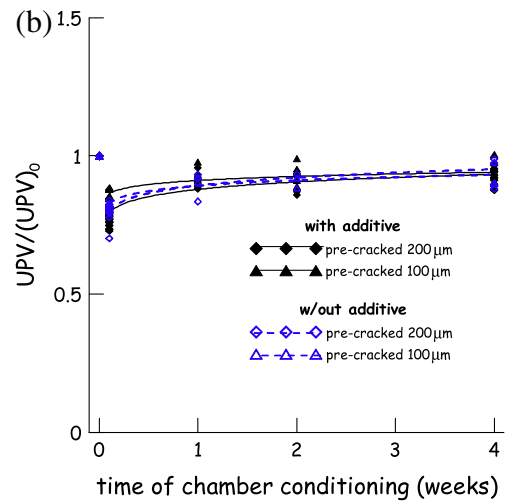 (b)
1.5
1
0.5
0
UPV/(UPV)₀
with additive
pre-cracked 200μm
pre-cracked 100μm
w/out additive
pre-cracked 200μm
pre-cracked 100μm
0 1 2 3 4
time of chamber conditioning (weeks)